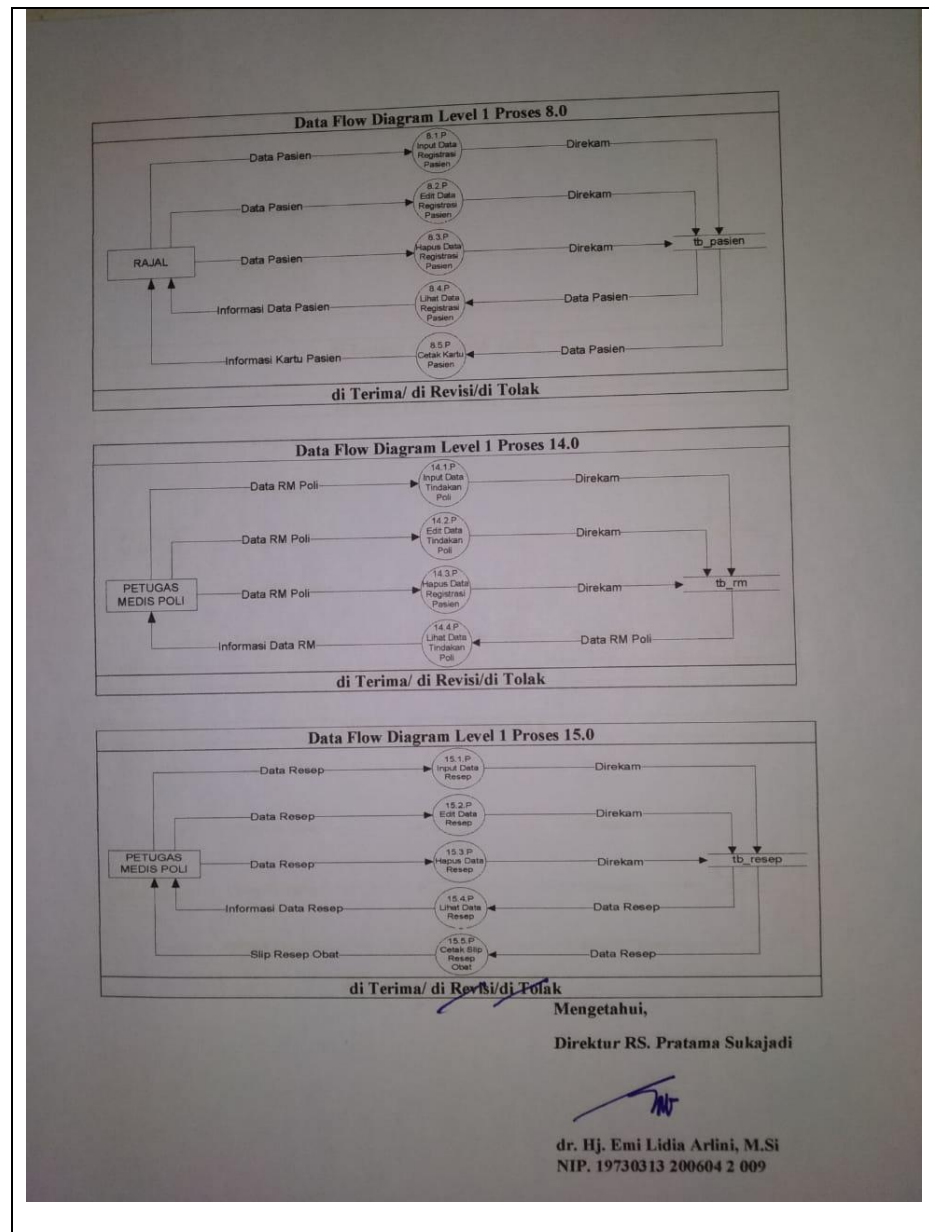 Data Flow Diagram Level 1 Proses 8.0
Data Pasien
8.1.P
Input Data
Registrasi
Pasien
Direkam
Data Pasien
8.2.P
Edit Data
Registrasi
Pasien
Direkam
RAJAL
Data Pasien
8.3.P
Hapus Data
Registrasi
Pasien
Direkam
tb_pasien
Informasi Data Pasien
8.4.P
Lihat Data
Registrasi
Pasien
Data Pasien
Informasi Kartu Pasien
8.5.P
Cetak Kartu
Pasien
Data Pasien
di Terima/ di Revisi/di Tolak
Data Flow Diagram Level 1 Proses 14.0
Data RM Poli
14.1.P
Input Data
Tindakan
Poli
Direkam
Data RM Poli
14.2.P
Edit Data
Tindakan
Poli
Direkam
PETUGAS
MEDIS POLI
Data RM Poli
14.3.P
Hapus Data
Registrasi
Pasien
Direkam
tb_rm
Informasi Data RM
14.4.P
Lihat Data
Tindakan
Poli
Data RM Poli
di Terima/ di Revisi/di Tolak
Data Flow Diagram Level 1 Proses 15.0
Data Resep
15.1.P
Input Data
Resep
Direkam
Data Resep
15.2.P
Edit Data
Resep
Direkam
PETUGAS
MEDIS POLI
Data Resep
15.3.P
Hapus Data
Resep
Direkam
tb_resep
Informasi Data Resep
15.4.P
Lihat Data
Resep
Data Resep
Slip Resep Obat
15.5.P
Cetak Slip
Resep
Obat
Data Resep
di Terima/ di Revisi/di Tolak
Mengetahui,
Direktur RS. Pratama Sukajadi
dr. Hj. Emi Lidia Arlini, M.Si
NIP. 19730313 200604 2 009